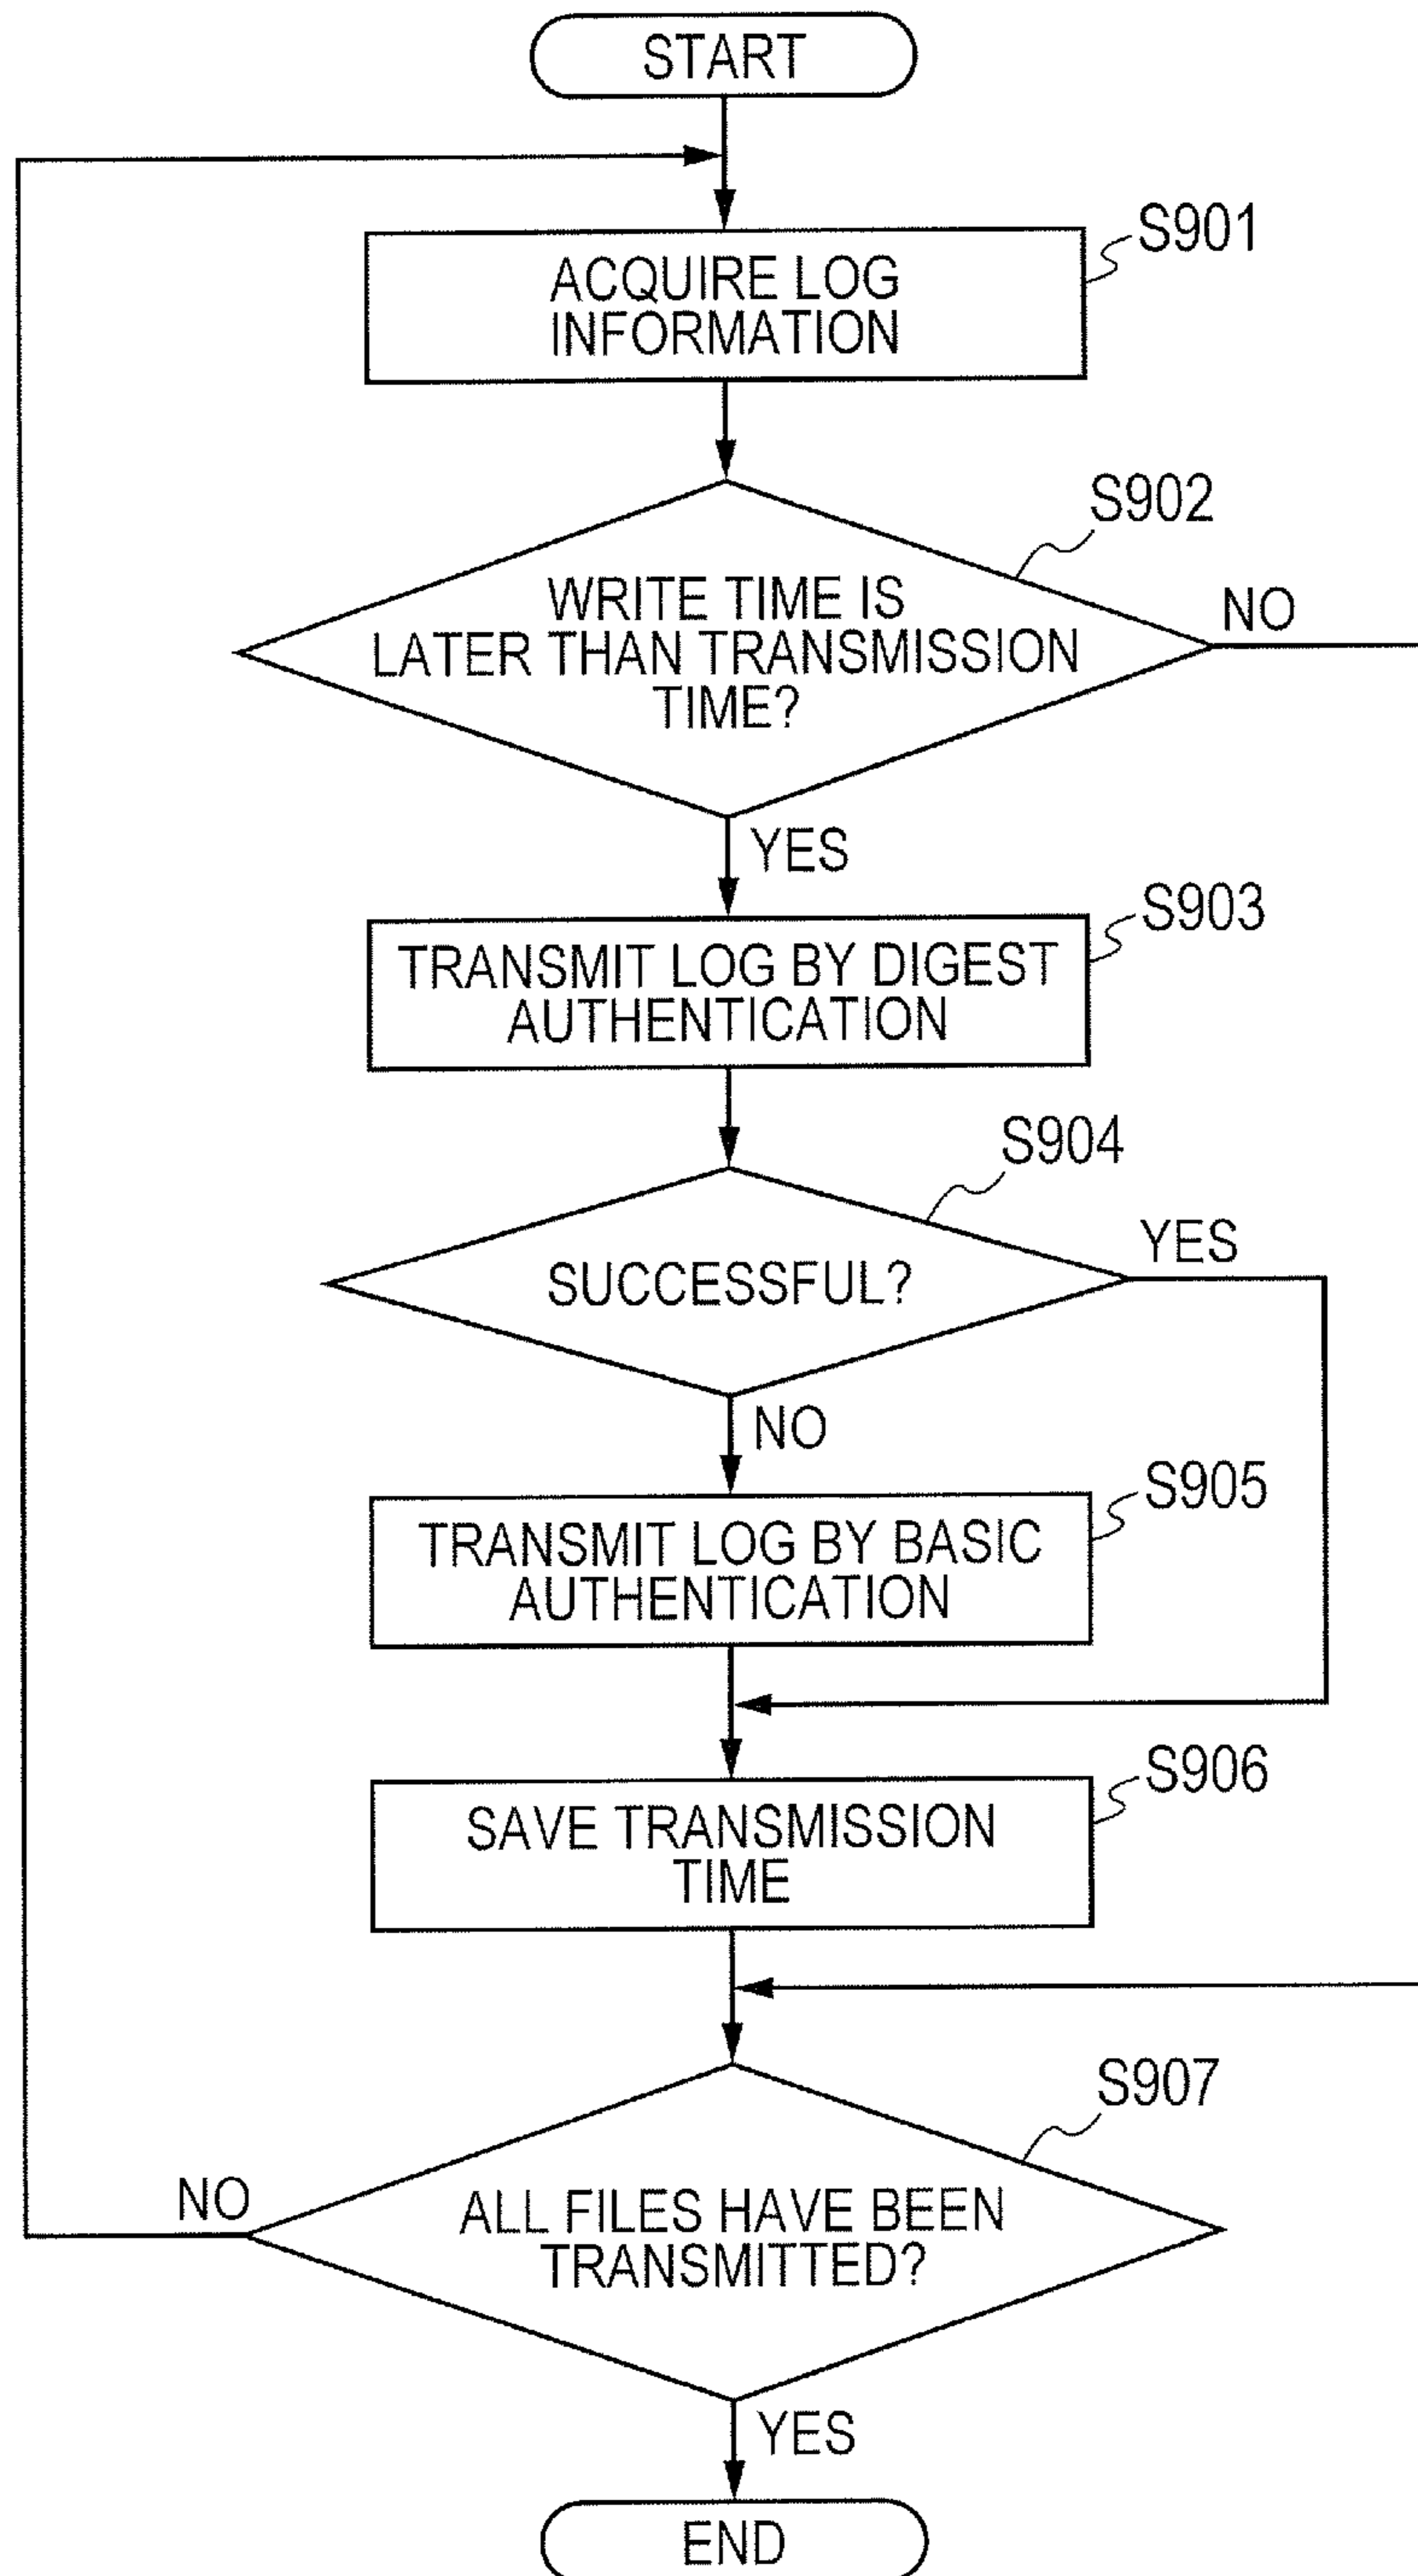 START
S901
ACQUIRE LOG
INFORMATION
S902
WRITE TIME IS
LATER THAN TRANSMISSION
TIME?
NO
YES
S903
TRANSMIT LOG BY DIGEST
AUTHENTICATION
S904
SUCCESSFUL?
YES
NO
S905
TRANSMIT LOG BY BASIC
AUTHENTICATION
S906
SAVE TRANSMISSION
TIME
S907
NO
ALL FILES HAVE BEEN
TRANSMITTED?
YES
END